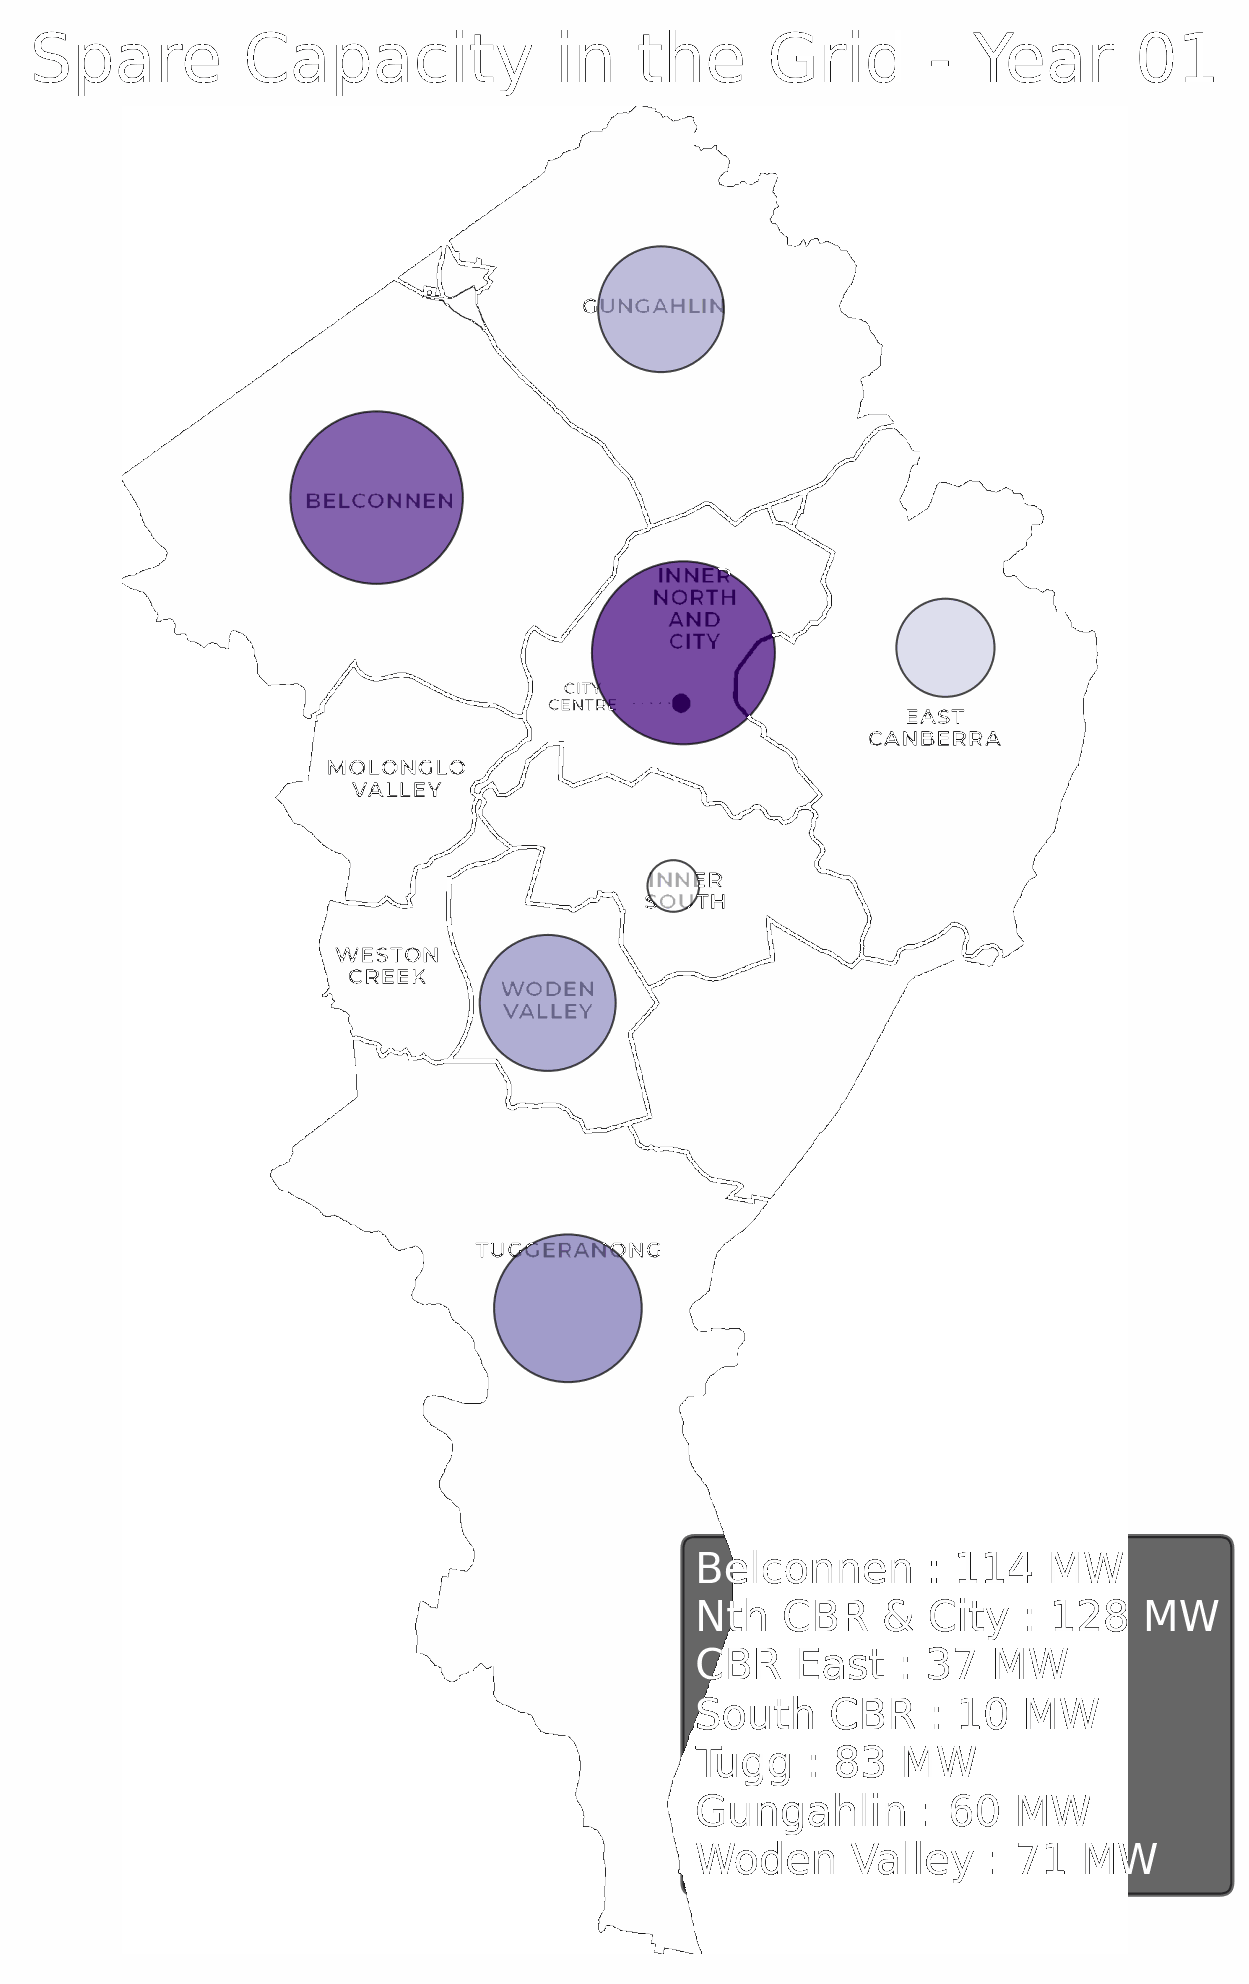 Spare Capacity in the Grid - Year 01
GUNGAHLIN
BELCONNEN
INNER
NORTH
AND
CITY
CITY
CENTRE
EAST
CANBERRA
MOLONGLO
VALLEY
INNER
SOUTH
WESTON
CREEK
WODEN
VALLEY
TUGGERANONG
Belconnen : 114 MW
Nth CBR & City : 128 MW
CBR East : 37 MW
South CBR : 10 MW
Tugg : 83 MW
Gungahlin : 60 MW
Woden Valley : 71 MW